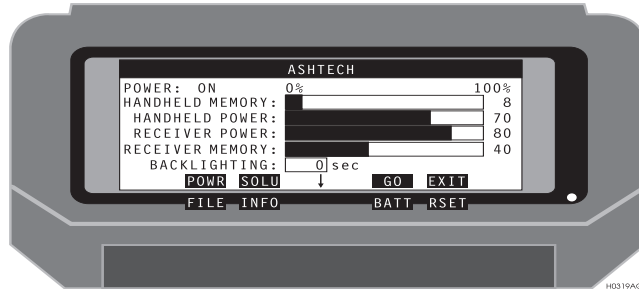 ASHTECH
POWER: ON 0% 100%
HANDHELD MEMORY: 8
HANDHELD POWER: 70
RECEIVER POWER: 80
RECEIVER MEMORY: 40
BACKLIGHTING: 0 sec
POWR SOLU ↓ GO EXIT
FILE INFO BATT RSET